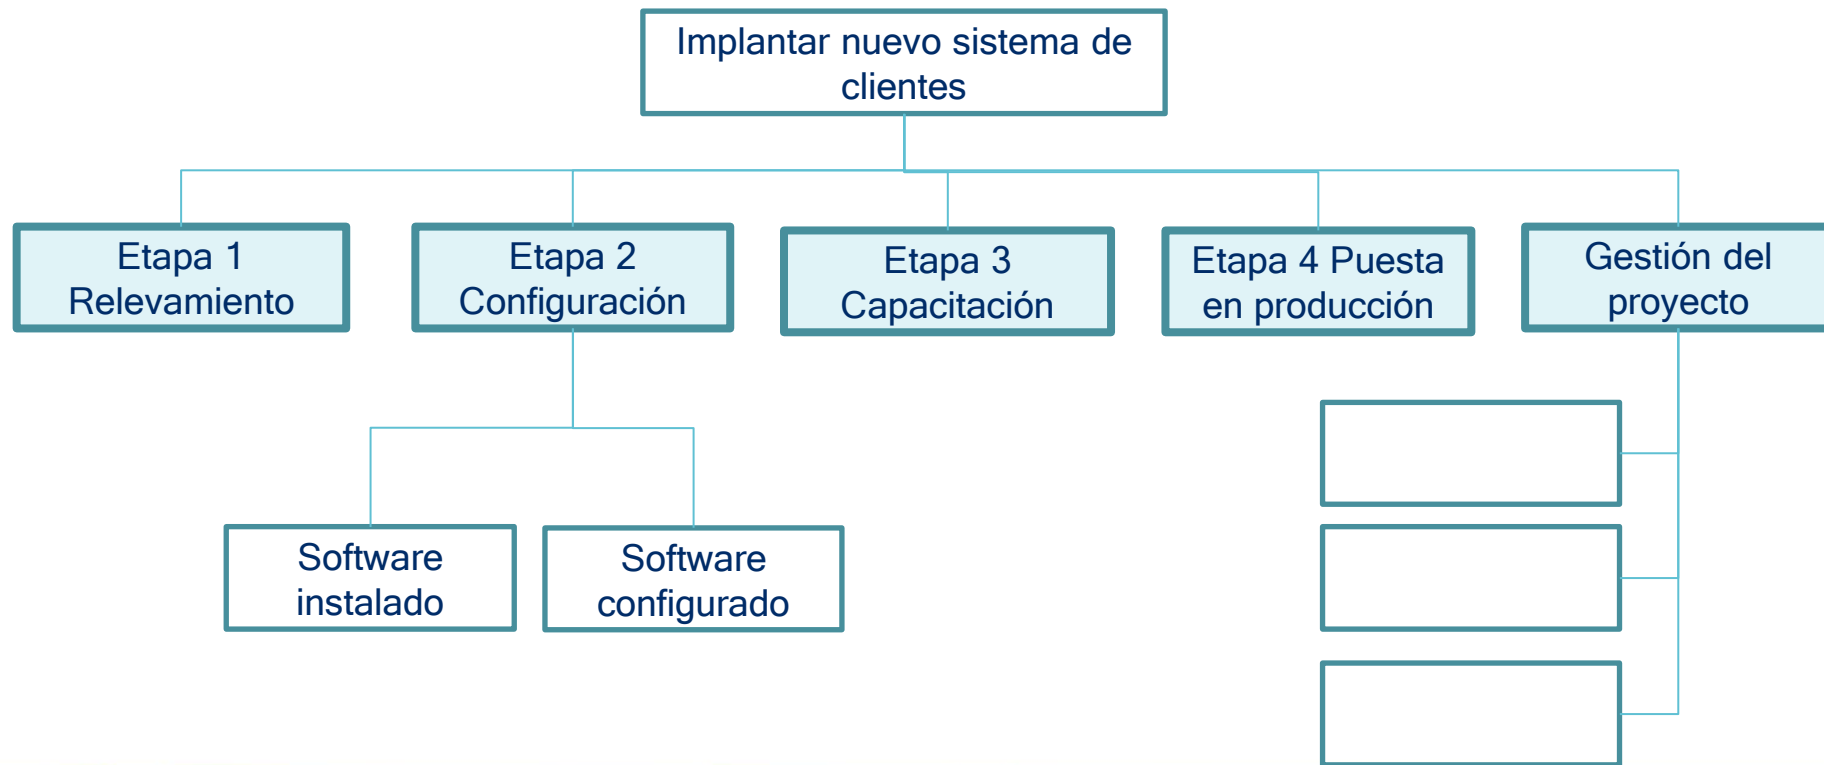 Implantar nuevo sistema de
clientes
Etapa 1
Relevamiento
Etapa 2
Configuración
Etapa 3
Capacitación
Etapa 4 Puesta
en producción
Gestión del
proyecto
Software
instalado
Software
configurado